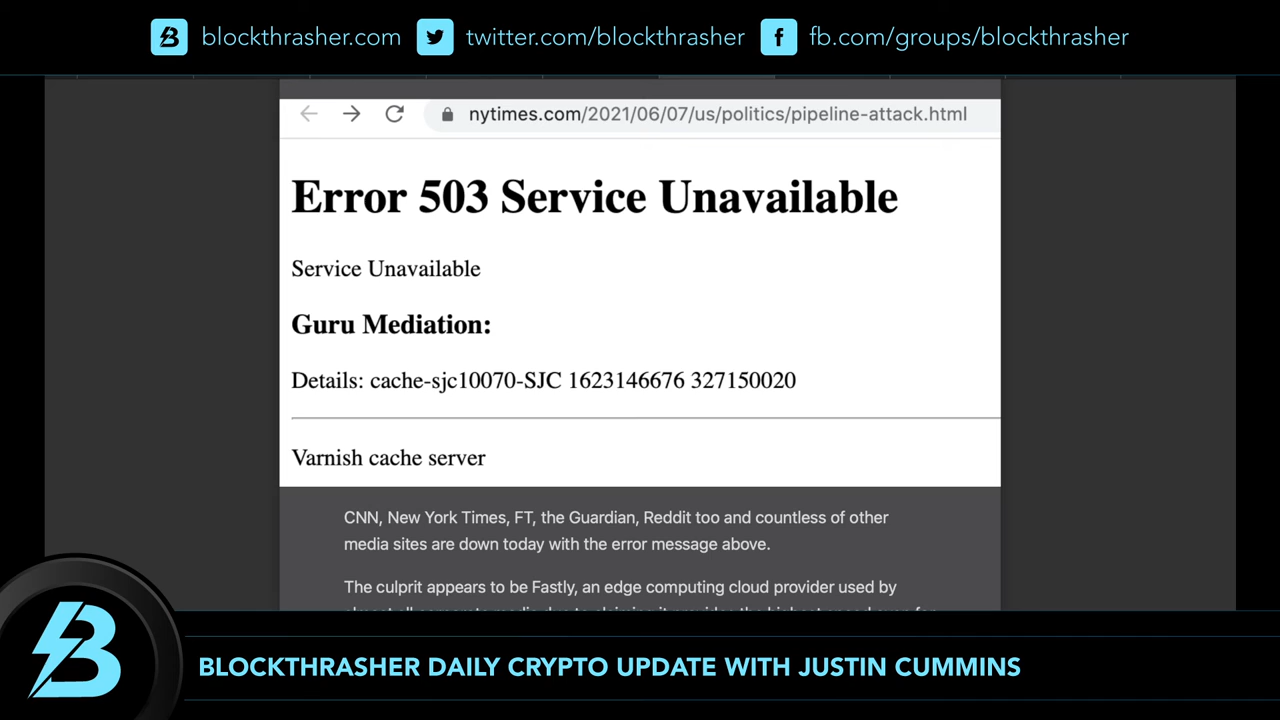 blockthrasher.com twitter.com/blockthrasher fb.com/groups/blockthrasher
nytimes.com/2021/06/07/us/politics/pipeline-attack.html
Error 503 Service Unavailable
Service Unavailable
Guru Mediation:
Details: cache-sjc10070-SJC 1623146676 327150020
Varnish cache server
CNN, New York Times, FT, the Guardian, Reddit too and countless of other
media sites are down today with the error message above.
The culprit appears to be Fastly, an edge computing cloud provider used by
BLOCKTHRASHER DAILY CRYPTO UPDATE WITH JUSTIN CUMMINS